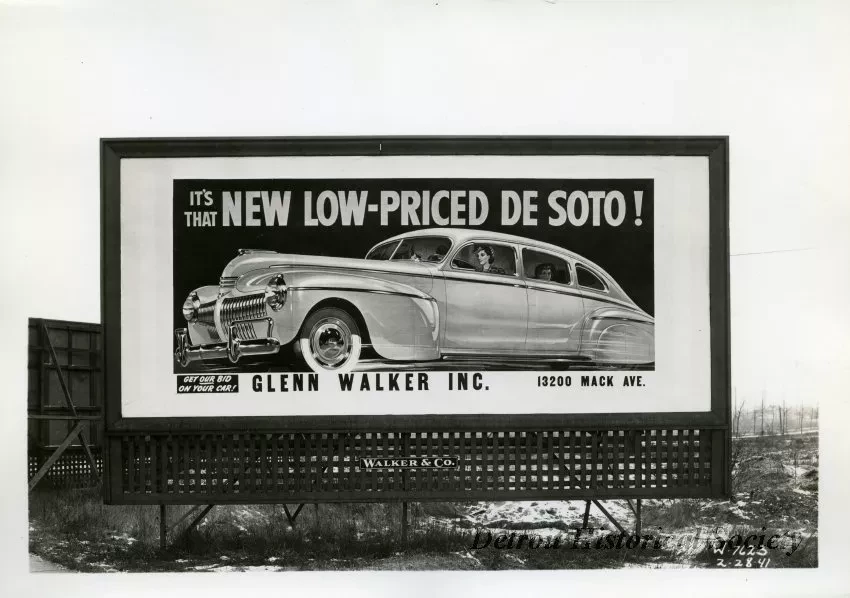 IT'S
THAT NEW LOW-PRICED DE SOTO!
GET OUR BID
ON YOUR CAR!
GLENN WALKER INC. 13200 MACK AVE.
WALKER & CO.
Detroit Historical Society
W-7623
2-28-41